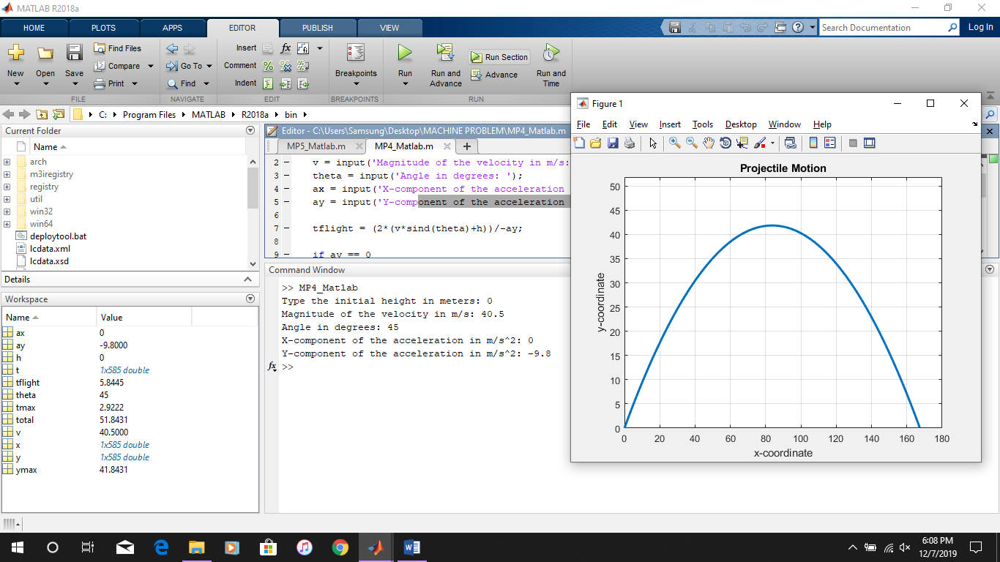 MATLAB R2018a
HOME PLOTS APPS EDITOR PUBLISH VIEW
Search Documentation
Log In
New
Open
Save
Find Files
Compare
Print
FILE
Go To
Find
NAVIGATE
Insert fx
Comment
Indent
EDIT
Breakpoints
BREAKPOINTS
Run
Run and
Advance
Run Section
Advance
Run and
Time
RUN
C: Program Files MATLAB R2018a bin
Current Folder
Name
arch
m3iregistry
registry
util
win32
win64
deploytool.bat
lcdata.xml
lcdata.xsd
Details
Workspace
Name Value
ax 0
ay -9.8000
h 0
t 1x585 double
tflight 5.8445
theta 45
tmax 2.9222
total 51.8431
v 40.5000
x 1x585 double
y 1x585 double
ymax 41.8431
Editor - C:\Users\Samsung\Desktop\MACHINE PROBLEM\MP4_Matlab.m
MP5_Matlab.m MP4_Matlab.m
2 - v = input('Magnitude of the velocity in m/s:
3 - theta = input('Angle in degrees: ');
4 - ax = input('X-component of the acceleration
5 - ay = input('Y-component of the acceleration
6
7 - tflight = (2*(v*sind(theta)+h))/-ay;
8
9 - if ay == 0
Command Window
>> MP4_Matlab
Type the initial height in meters: 0
Magnitude of the velocity in m/s: 40.5
Angle in degrees: 45
X-component of the acceleration in m/s^2: 0
Y-component of the acceleration in m/s^2: -9.8
fx >>
Figure 1
File Edit View Insert Tools Desktop Window Help
Projectile Motion
50
45
40
35
30
25
20
15
10
5
0
y-coordinate
0 20 40 60 80 100 120 140 160 180
x-coordinate
6:08 PM
12/7/2019